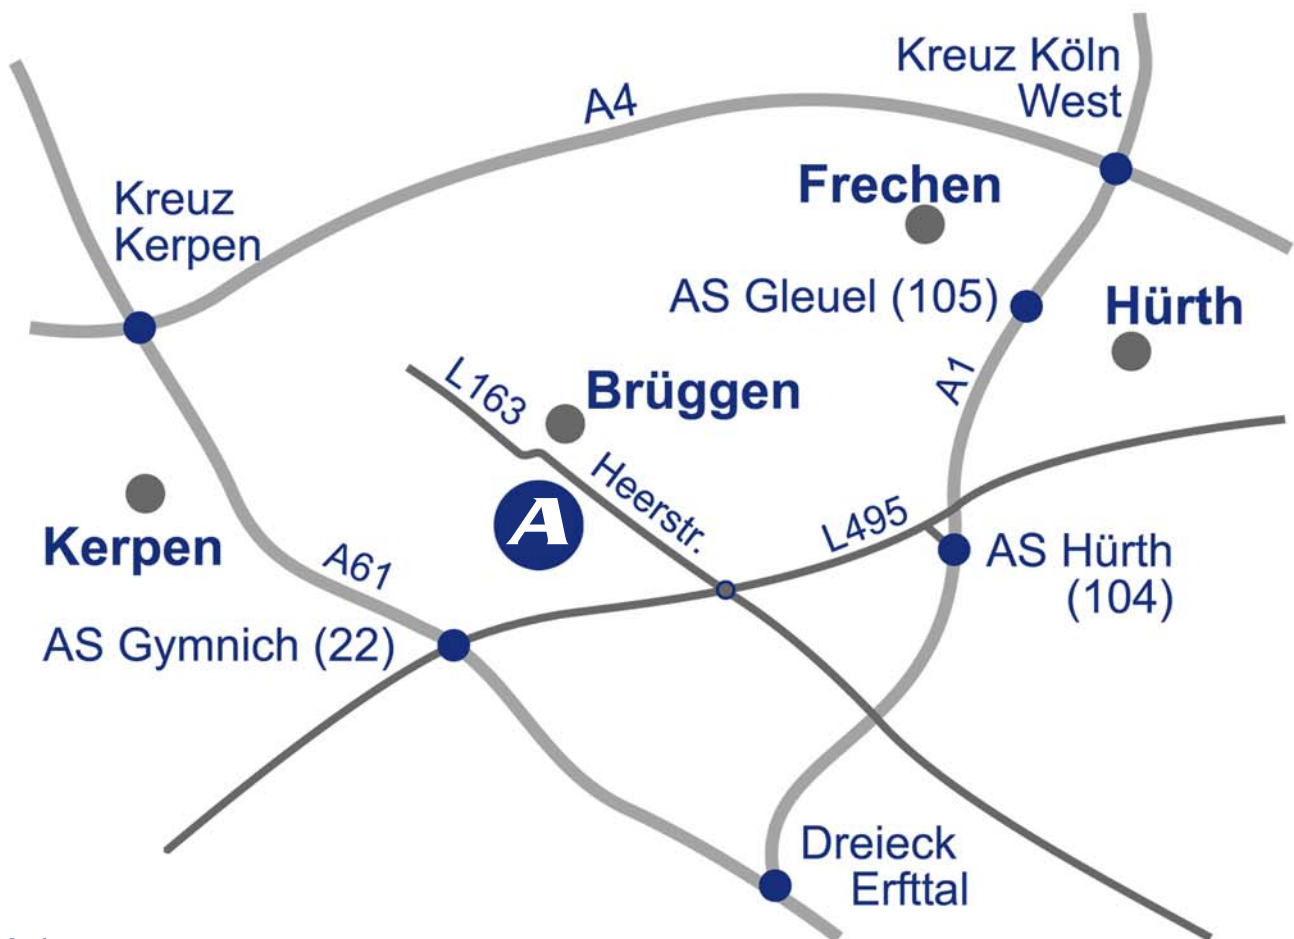 Kreuz Köln
West
A4
Frechen
Kreuz
Kerpen
AS Gleuel (105)
Hürth
L163
Brüggen
A1
Heerstr.
L495
A
Kerpen
A61
AS Hürth
(104)
AS Gymnich (22)
Dreieck
Erfttal